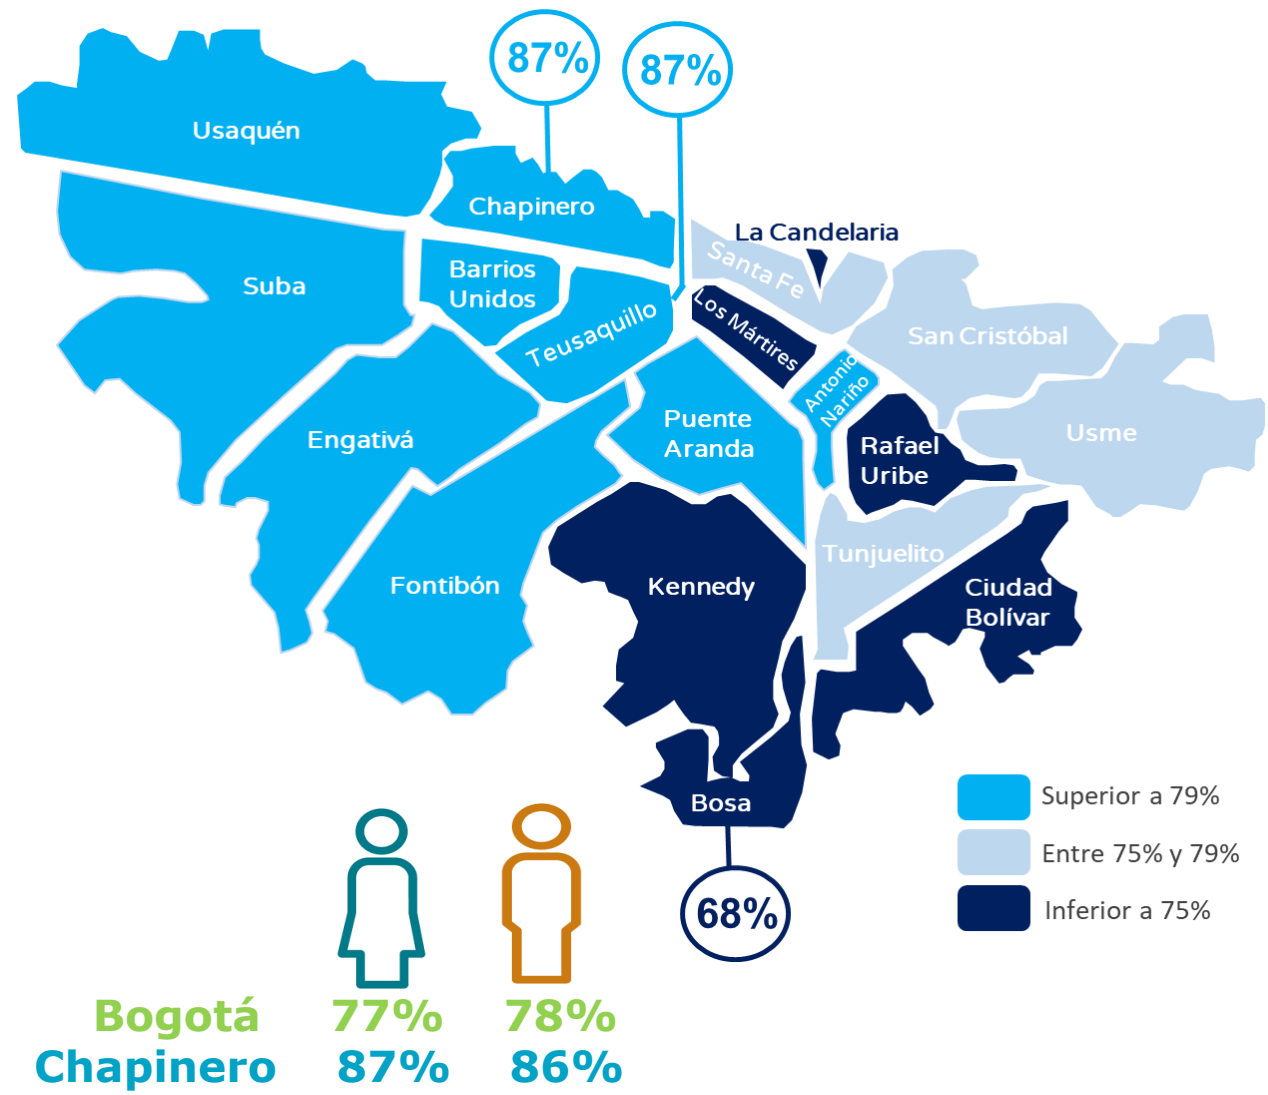 87%
87%
Usaquén
Chapinero
La Candelaria
Santa Fe
Barrios
Unidos
Suba
Teusaquillo
Los Mártires
San Cristóbal
Antonio
Nariño
Puente
Aranda
Engativá
Usme
Rafael
Uribe
Tunjuelito
Fontibón
Kennedy
Ciudad
Bolívar
Bosa
68%
Superior a 79%
Entre 75% y 79%
Inferior a 75%
Bogotá 77% 78%
Chapinero 87% 86%